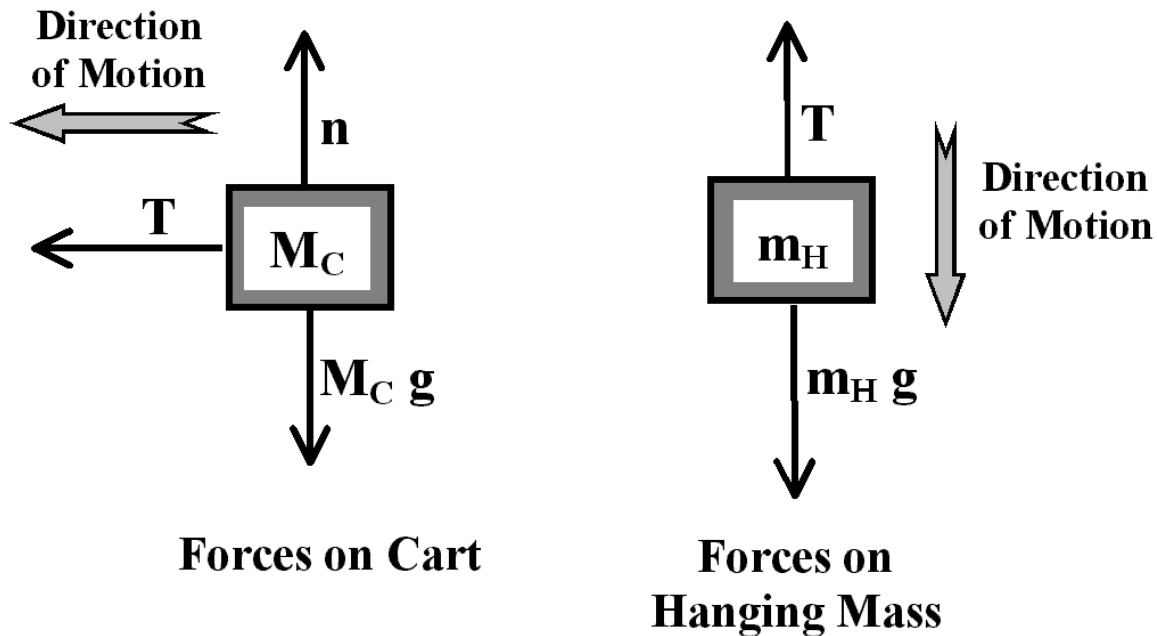 Direction
of Motion
n
T
M_C
M_C g
Forces on Cart
T
m_H
Direction
of Motion
m_H g
Forces on
Hanging Mass